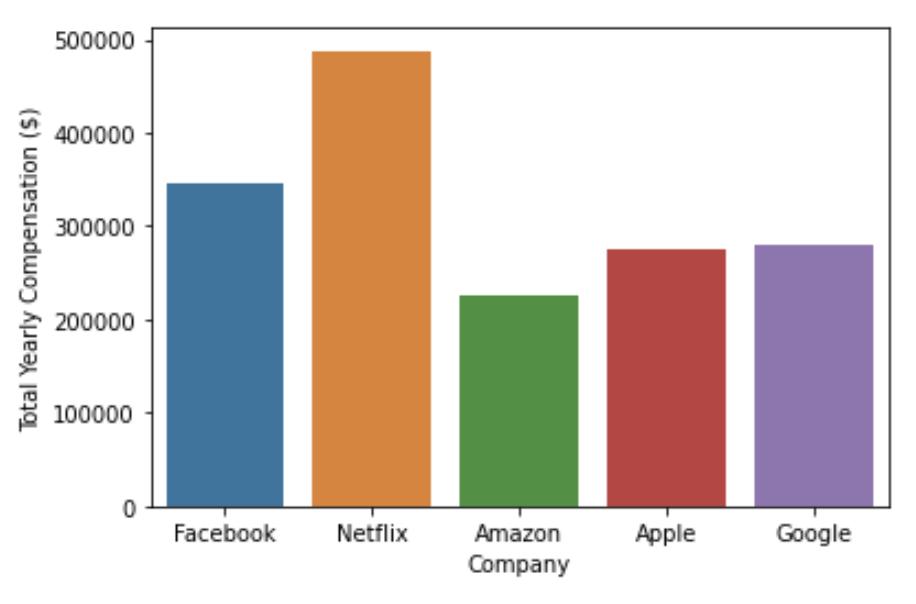 500000
400000
300000
200000
100000
0
Total Yearly Compensation ($)
Facebook Netflix Amazon Apple Google
Company